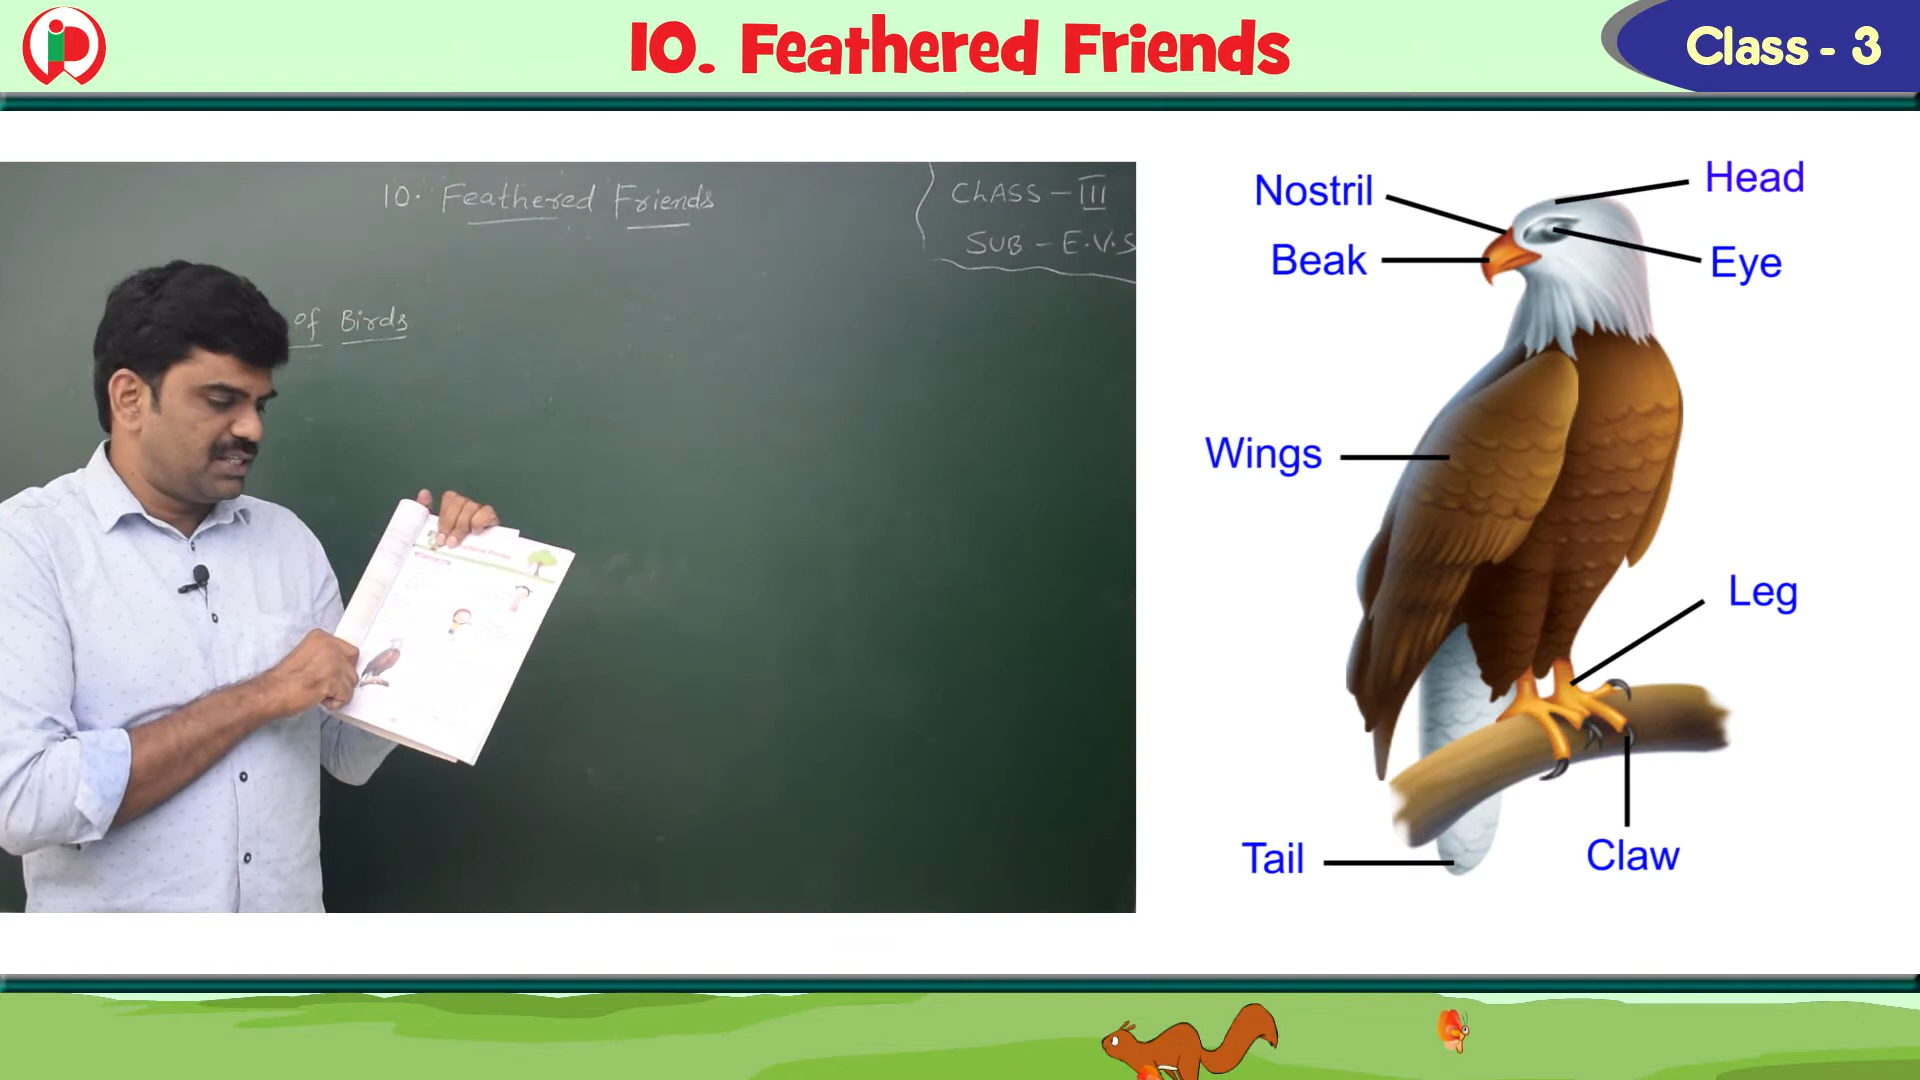 10. Feathered Friends
Class - 3
10. Feathered Friends
CLASS - III
SUB - E.V.S
of Birds
Nostril
Head
Beak
Eye
Wings
Leg
Tail
Claw